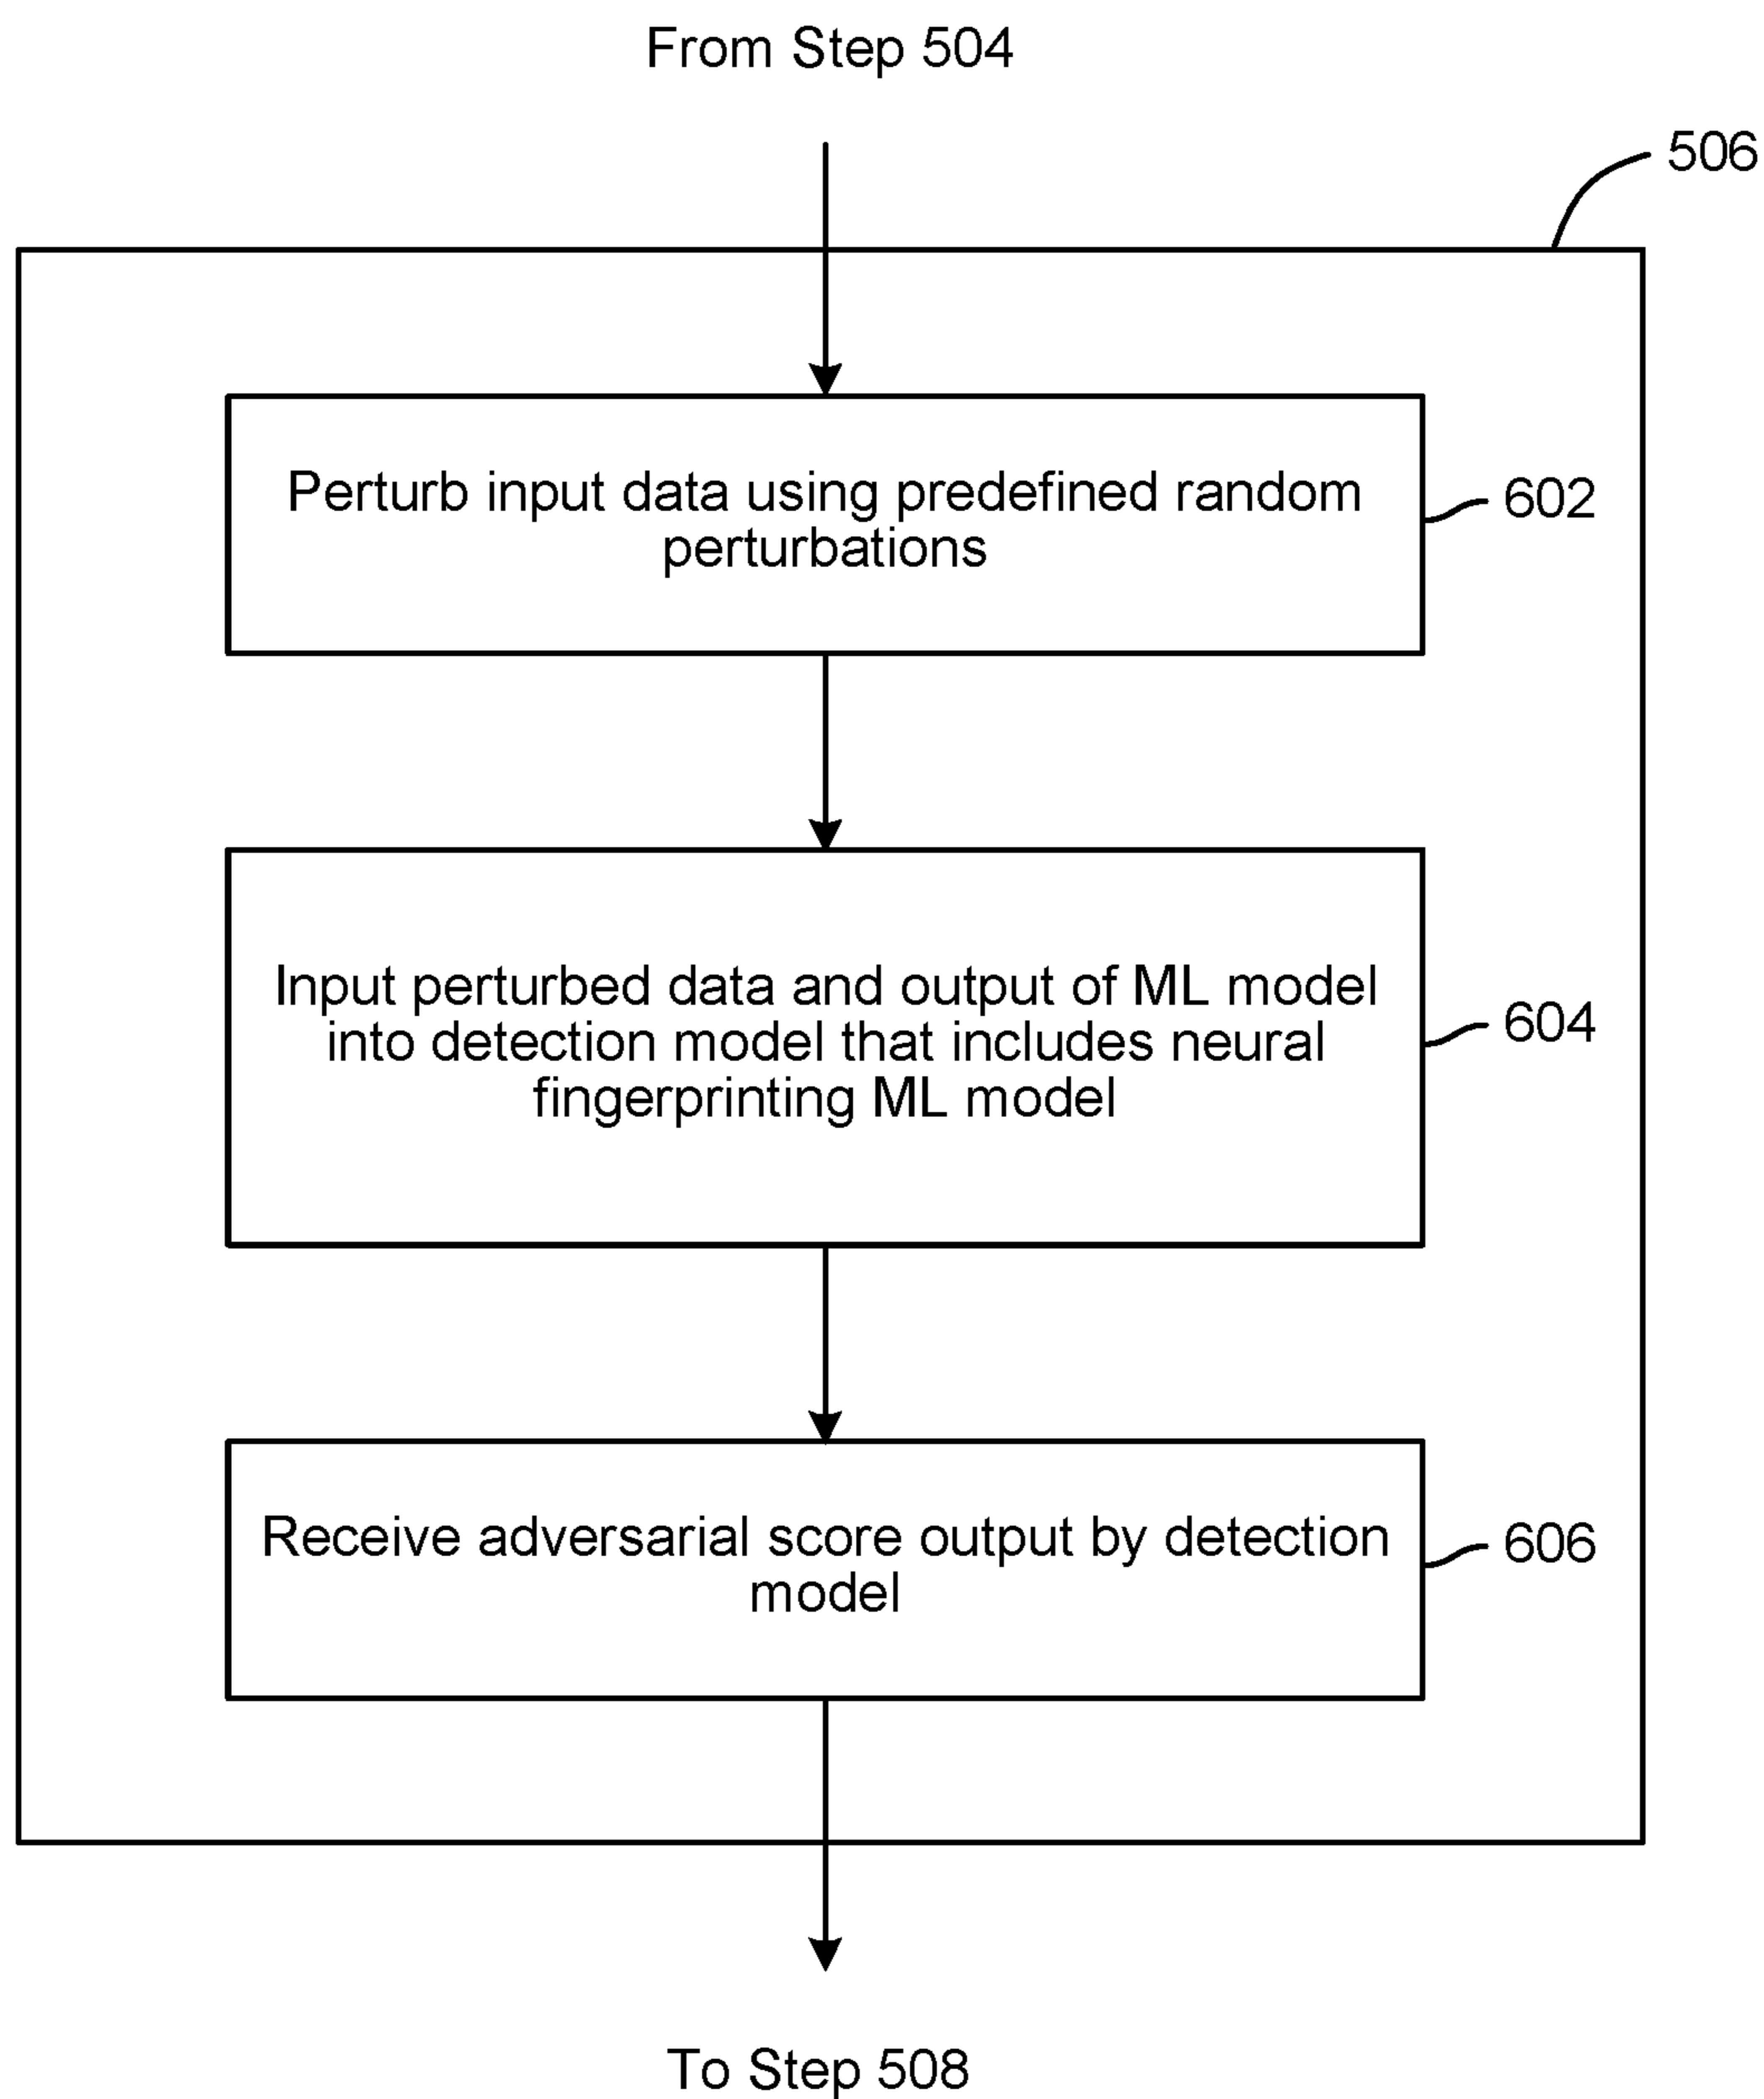 From Step 504
506
Perturb input data using predefined random
perturbations
602
Input perturbed data and output of ML model
into detection model that includes neural
fingerprinting ML model
604
Receive adversarial score output by detection
model
606
To Step 508